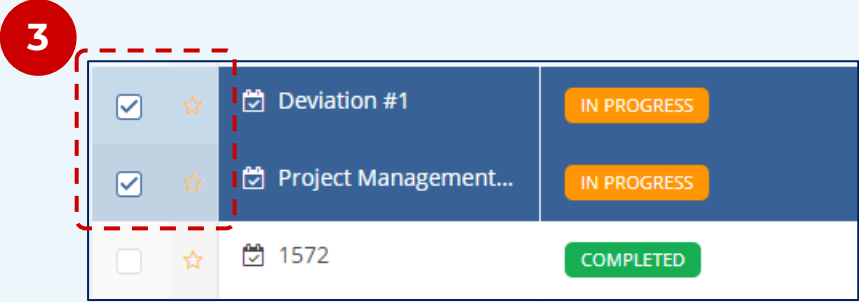 3
Deviation #1 IN PROGRESS
Project Management... IN PROGRESS
1572 COMPLETED